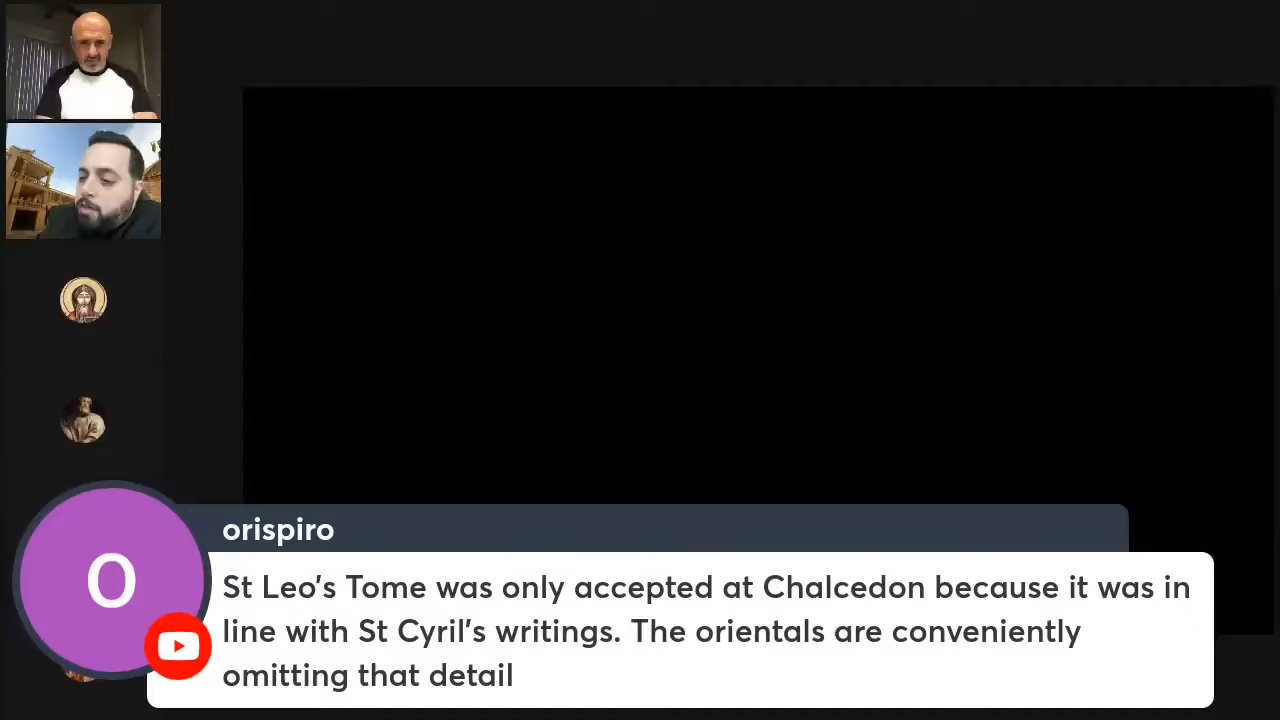 orispiro
St Leo's Tome was only accepted at Chalcedon because it was in
line with St Cyril's writings. The orientals are conveniently
omitting that detail
O